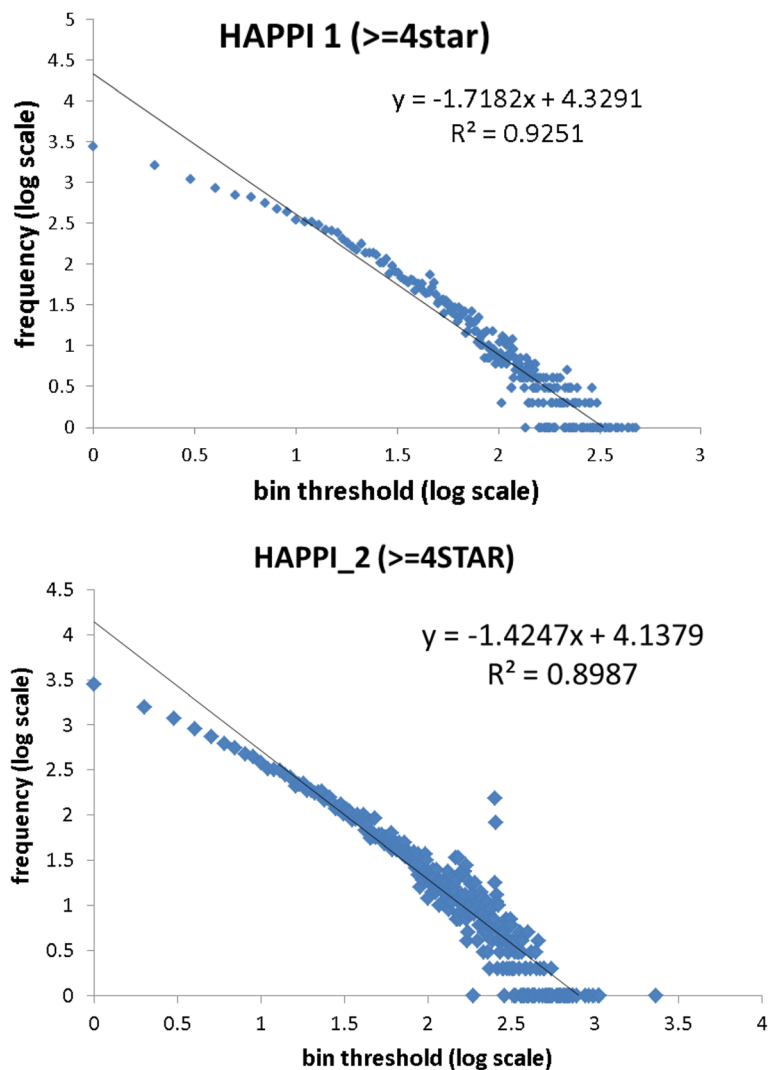 HAPPI 1 (>=4star)
y = -1.7182x + 4.3291
R² = 0.9251
frequency (log scale)
5
4.5
4
3.5
3
2.5
2
1.5
1
0.5
0
0 0.5 1 1.5 2 2.5 3
bin threshold (log scale)
HAPPI_2 (>=4STAR)
y = -1.4247x + 4.1379
R² = 0.8987
frequency (log scale)
4.5
4
3.5
3
2.5
2
1.5
1
0.5
0
0 0.5 1 1.5 2 2.5 3 3.5 4
bin threshold (log scale)